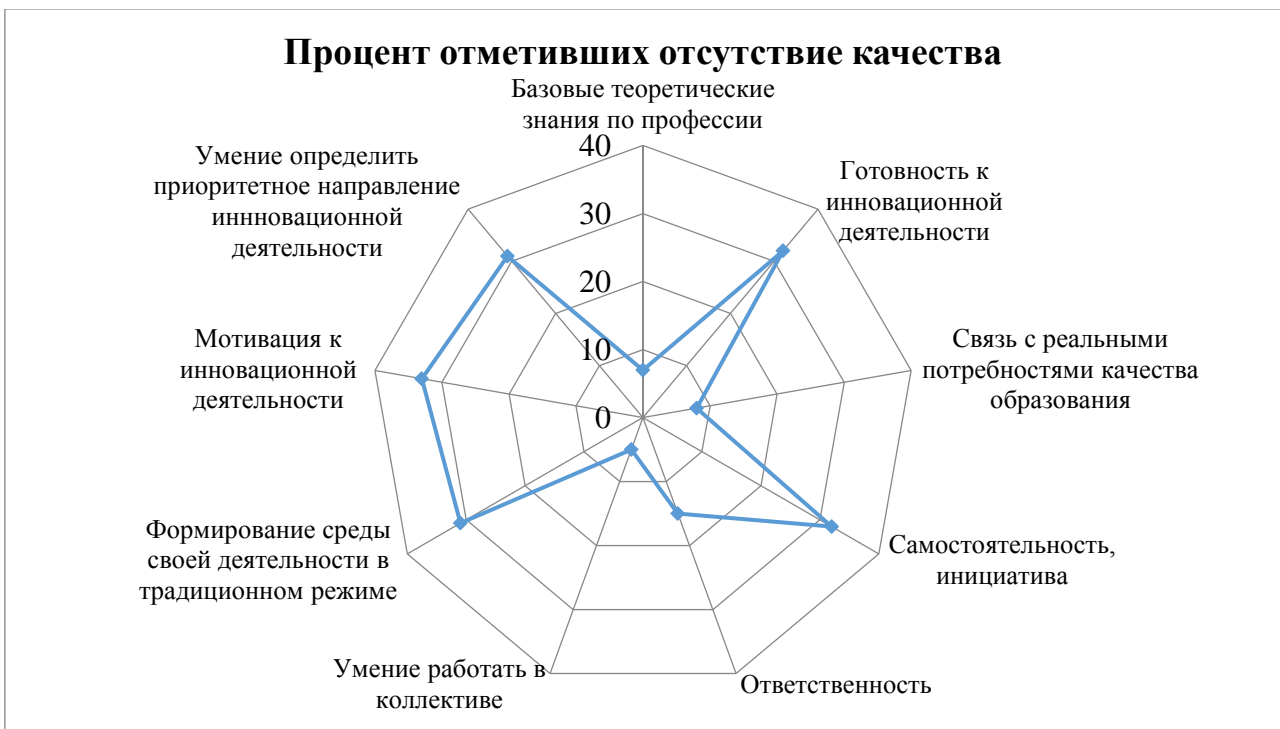 Процент отметивших отсутствие качества
Базовые теоретические
знания по профессии
Готовность к
инновационной
деятельности
Связь с реальными
потребностями качества
образования
Самостоятельность,
инициатива
Ответственность
Умение работать в
коллективе
Формирование среды
своей деятельности в
традиционном режиме
Мотивация к
инновационной
деятельности
Умение определить
приоритетное направление
иннновационной
деятельности
40
30
20
10
0